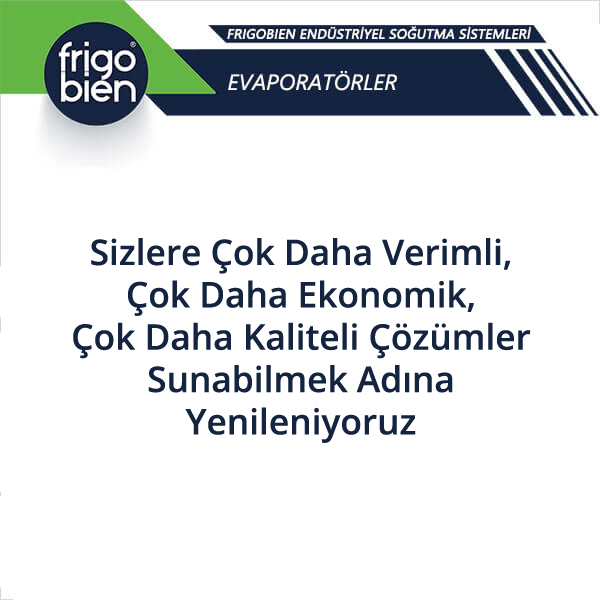 frigo
bien
FRIGOBIEN ENDÜSTRİYEL SOĞUTMA SİSTEMLERİ
EVAPORATÖRLER
Sizlere Çok Daha Verimli,
Çok Daha Ekonomik,
Çok Daha Kaliteli Çözümler
Sunabilmek Adına
Yenileniyoruz